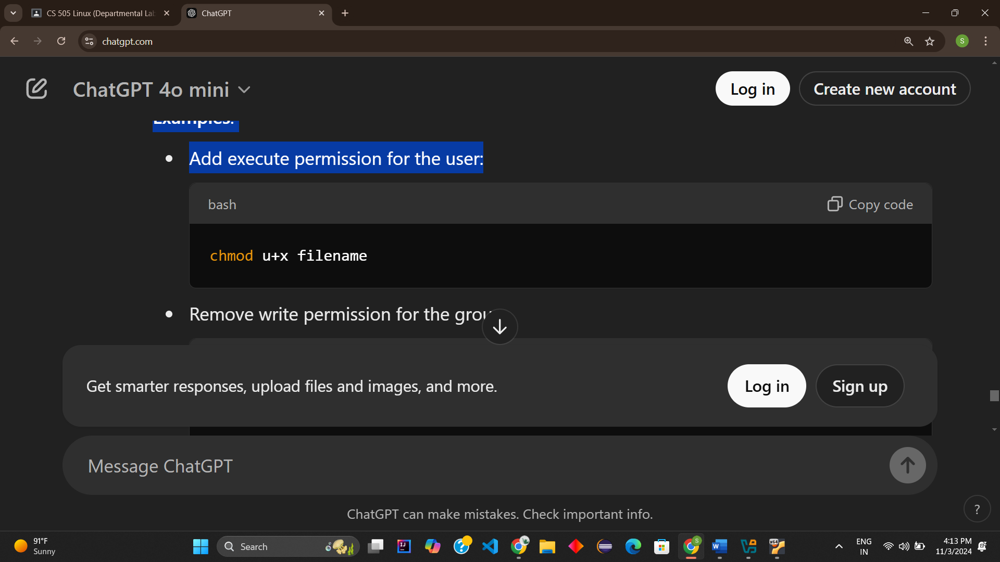 CS 505 Linux (Departmental Lab
ChatGPT
chatgpt.com
S
ChatGPT 4o mini
Log in
Create new account
Examples:
Add execute permission for the user:
bash
Copy code
chmod u+x filename
Remove write permission for the grou
Get smarter responses, upload files and images, and more.
Log in
Sign up
Message ChatGPT
ChatGPT can make mistakes. Check important info.
?
91°F
Sunny
Search
ENG
IN
4:13 PM
11/3/2024